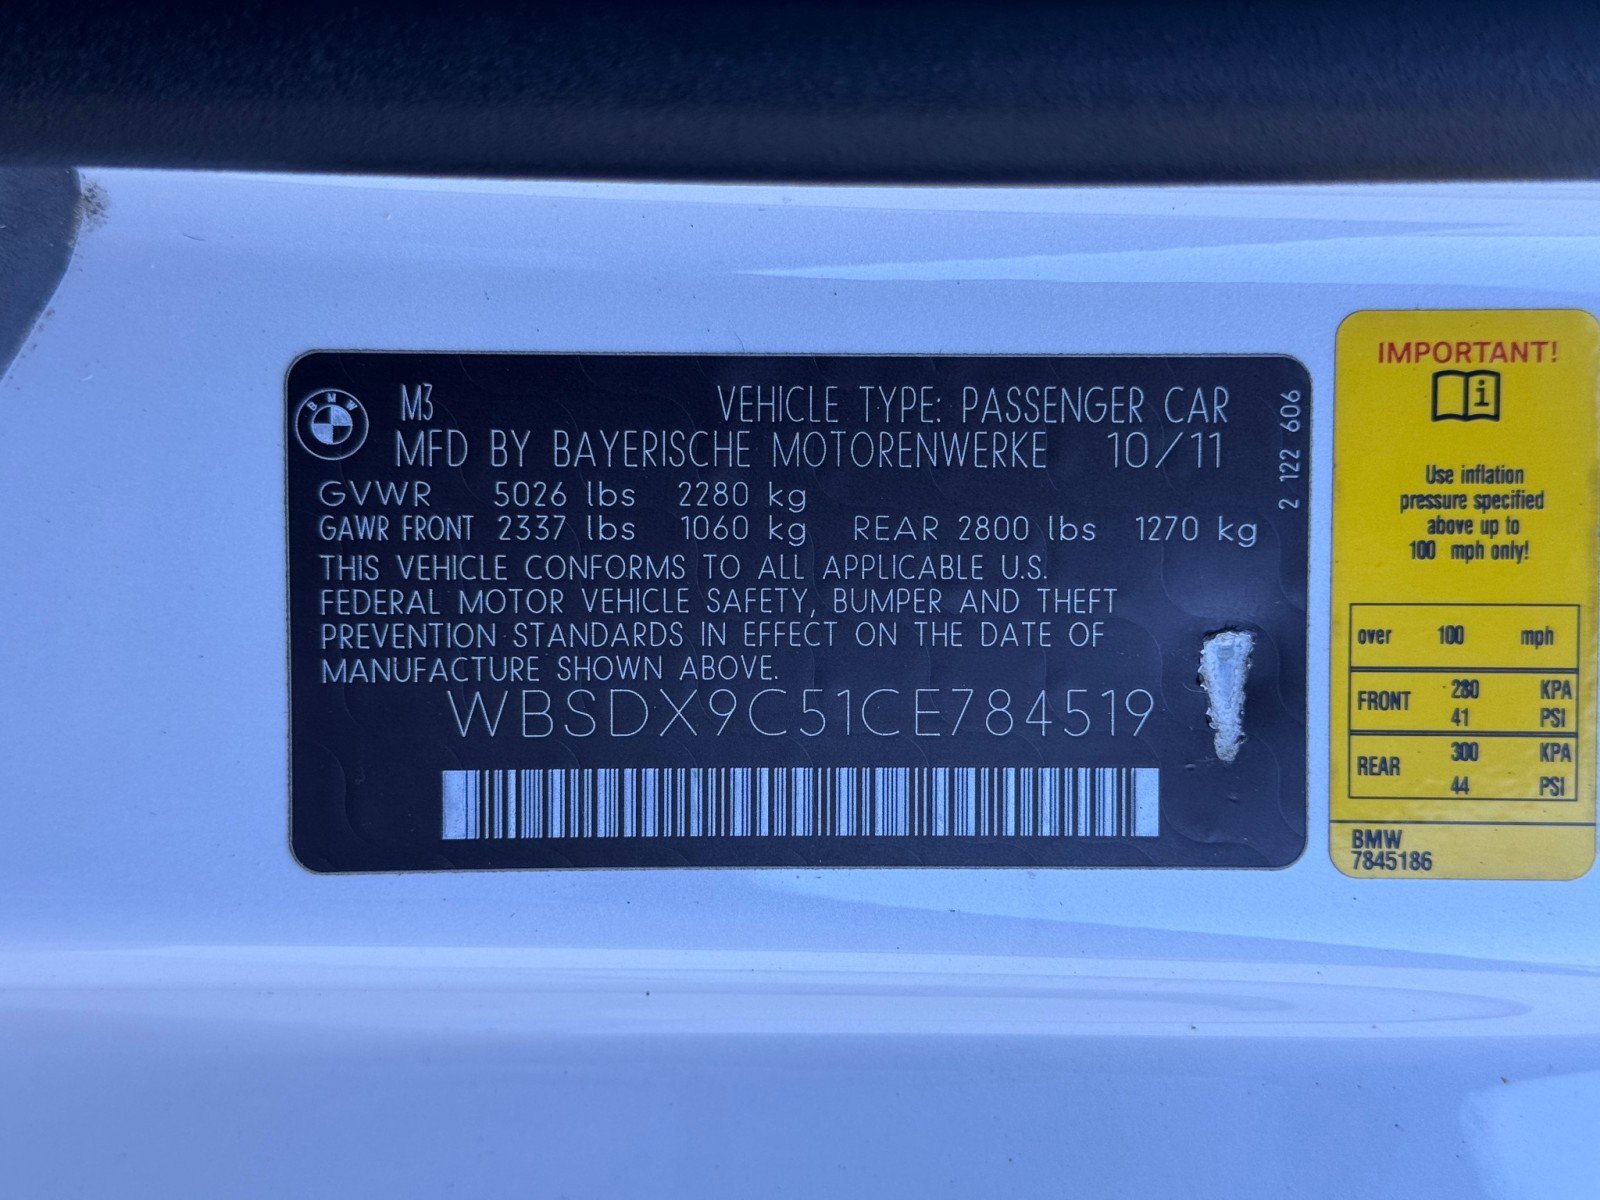 BMW
M3 VEHICLE TYPE: PASSENGER CAR
MFD BY BAYERISCHE MOTORENWERKE 10/11
GVWR 5026 lbs 2280 kg
GAWR FRONT 2337 lbs 1060 kg REAR 2800 lbs 1270 kg
THIS VEHICLE CONFORMS TO ALL APPLICABLE U.S.
FEDERAL MOTOR VEHICLE SAFETY, BUMPER AND THEFT
PREVENTION STANDARDS IN EFFECT ON THE DATE OF
MANUFACTURE SHOWN ABOVE.
WBSDX9C51CE784519
2 122 606
IMPORTANT!
i
Use inflation
pressure specified
above up to
100 mph only!
over 100 mph
FRONT 280 KPA
41 PSI
REAR 300 KPA
44 PSI
BMW
7845186